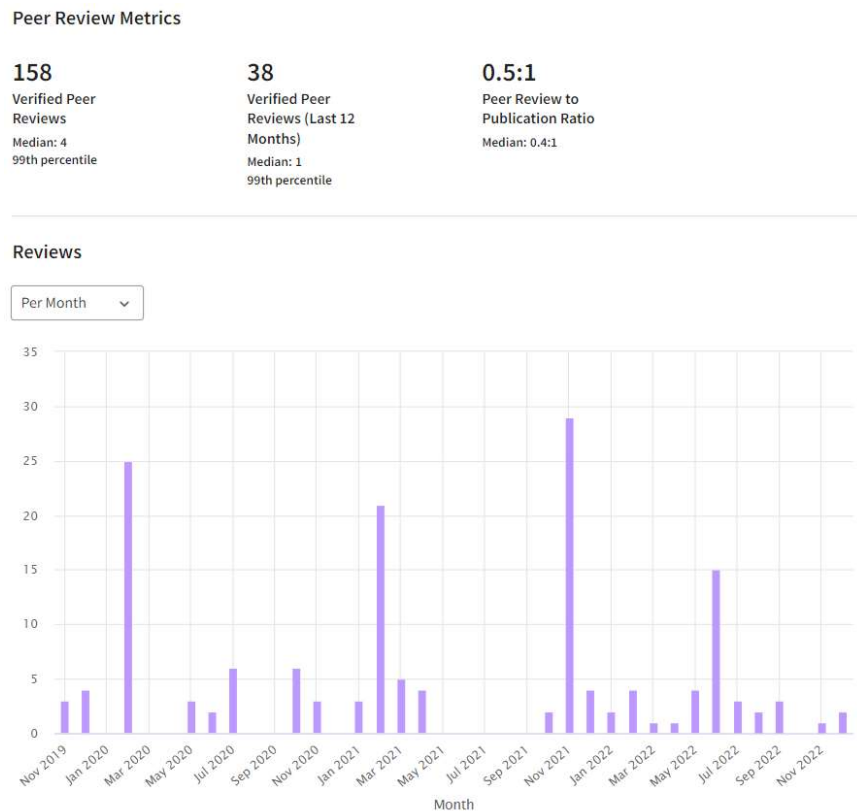 Peer Review Metrics
158
Verified Peer
Reviews
Median: 4
99th percentile
38
Verified Peer
Reviews (Last 12
Months)
Median: 1
99th percentile
0.5:1
Peer Review to
Publication Ratio
Median: 0.4:1
Reviews
Per Month
35
30
25
20
15
10
5
0
Nov 2019
Jan 2020
Mar 2020
May 2020
Jul 2020
Sep 2020
Nov 2020
Jan 2021
Mar 2021
May 2021
Jul 2021
Sep 2021
Nov 2021
Jan 2022
Mar 2022
May 2022
Jul 2022
Sep 2022
Nov 2022
Month